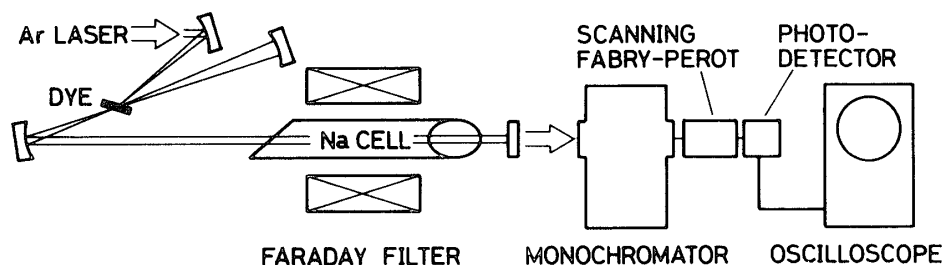 Ar LASER
DYE
Na CELL
FARADAY FILTER
SCANNING
FABRY-PEROT
PHOTO-
DETECTOR
MONOCHROMATOR
OSCILLOSCOPE